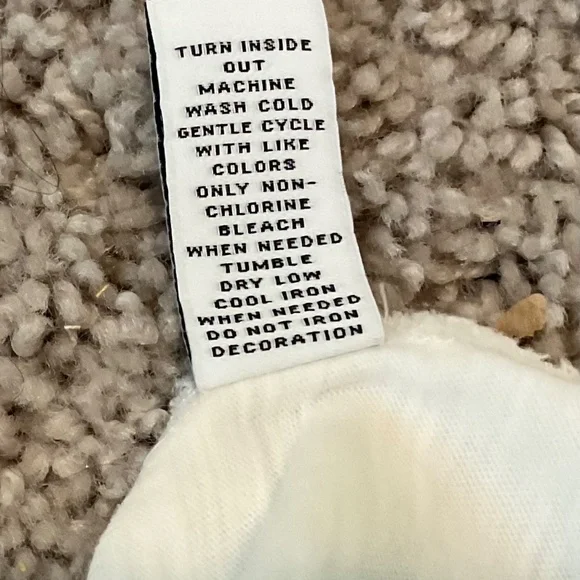 TURN INSIDE
OUT
MACHINE
WASH COLD
GENTLE CYCLE
WITH LIKE
COLORS
ONLY NON-
CHLORINE
BLEACH
WHEN NEEDED
TUMBLE
DRY LOW
COOL IRON
WHEN NEEDED
DO NOT IRON
DECORATION